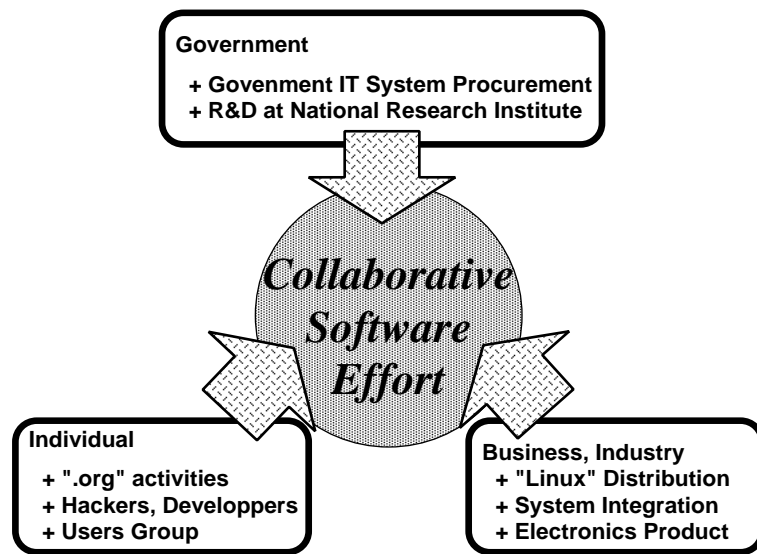 Government
+ Govenment IT System Procurement
+ R&D at National Research Institute
Collaborative
Software
Effort
Individual
+ ".org" activities
+ Hackers, Developpers
+ Users Group
Business, Industry
+ "Linux" Distribution
+ System Integration
+ Electronics Product